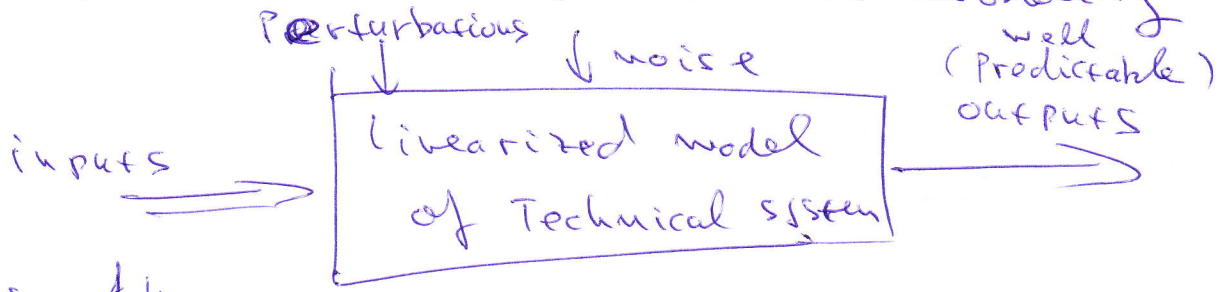 Perturbations
noise
well
(predictable)
outputs
inputs
linearized model
of Technical system